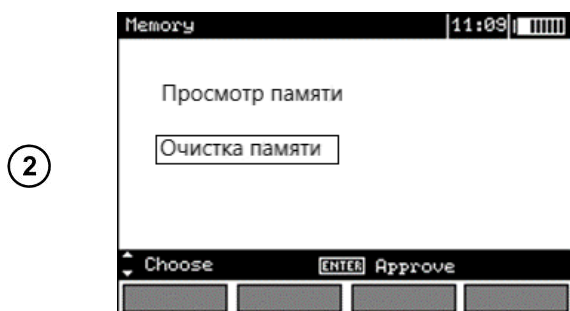 Memory 11:09
Просмотр памяти
Очистка памяти
2
Choose ENTER Approve